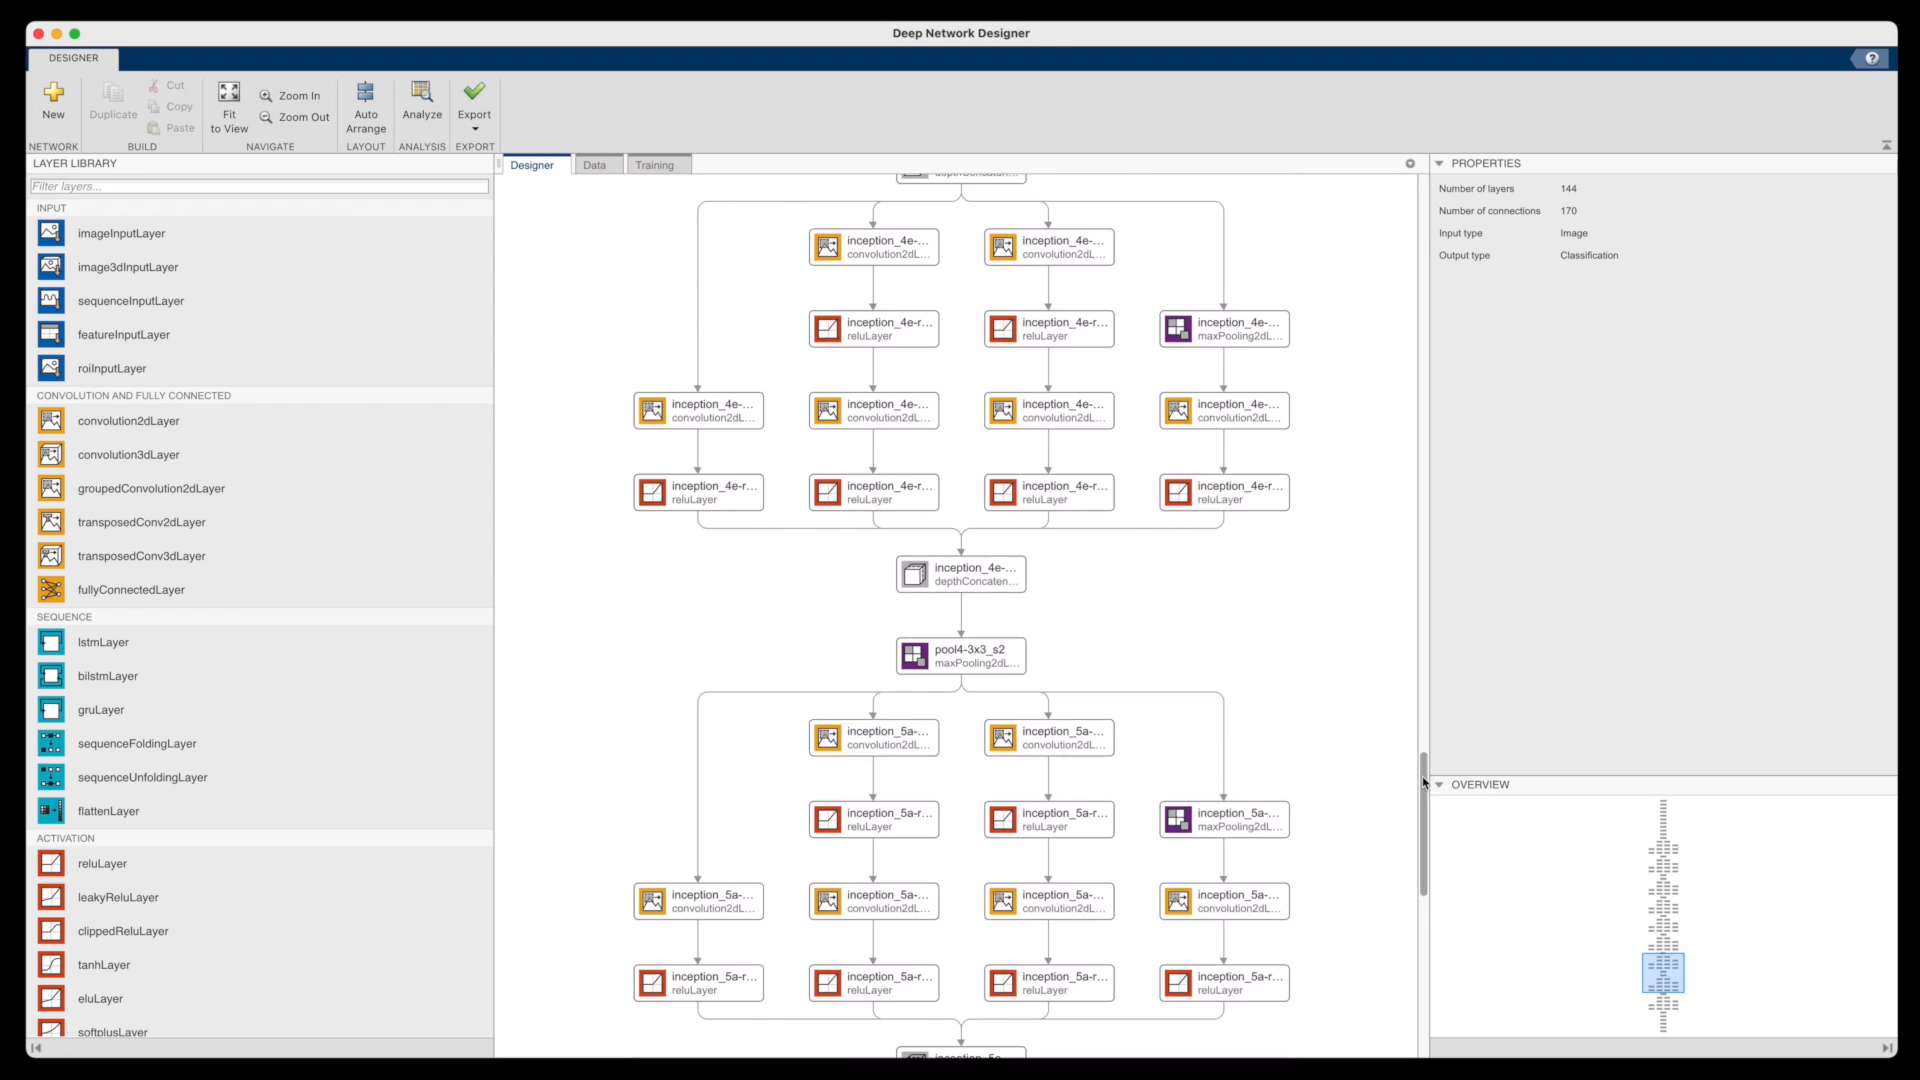 Deep Network Designer
DESIGNER
New
Duplicate
Cut
Copy
Paste
Fit
to View
Zoom In
Zoom Out
Auto
Arrange
Analyze
Export
NETWORK
BUILD
NAVIGATE
LAYOUT
ANALYSIS
EXPORT
LAYER LIBRARY
Filter layers...
INPUT
imageInputLayer
image3dInputLayer
sequenceInputLayer
featureInputLayer
roiInputLayer
CONVOLUTION AND FULLY CONNECTED
convolution2dLayer
convolution3dLayer
groupedConvolution2dLayer
transposedConv2dLayer
transposedConv3dLayer
fullyConnectedLayer
SEQUENCE
lstmLayer
bilstmLayer
gruLayer
sequenceFoldingLayer
sequenceUnfoldingLayer
flattenLayer
ACTIVATION
reluLayer
leakyReluLayer
clippedReluLayer
tanhLayer
eluLayer
softplusLayer
Designer
Data
Training
depthConcaten...
inception_4e-...
convolution2dL...
inception_4e-...
convolution2dL...
inception_4e-r...
reluLayer
inception_4e-r...
reluLayer
inception_4e-...
maxPooling2dL...
inception_4e-...
convolution2dL...
inception_4e-...
convolution2dL...
inception_4e-...
convolution2dL...
inception_4e-...
convolution2dL...
inception_4e-r...
reluLayer
inception_4e-r...
reluLayer
inception_4e-r...
reluLayer
inception_4e-r...
reluLayer
inception_4e-...
depthConcaten...
pool4-3x3_s2
maxPooling2dL...
inception_5a-...
convolution2dL...
inception_5a-...
convolution2dL...
inception_5a-r...
reluLayer
inception_5a-r...
reluLayer
inception_5a-...
maxPooling2dL...
inception_5a-...
convolution2dL...
inception_5a-...
convolution2dL...
inception_5a-...
convolution2dL...
inception_5a-...
convolution2dL...
inception_5a-r...
reluLayer
inception_5a-r...
reluLayer
inception_5a-r...
reluLayer
inception_5a-r...
reluLayer
inception_5a-...
PROPERTIES
Number of layers 144
Number of connections 170
Input type Image
Output type Classification
OVERVIEW